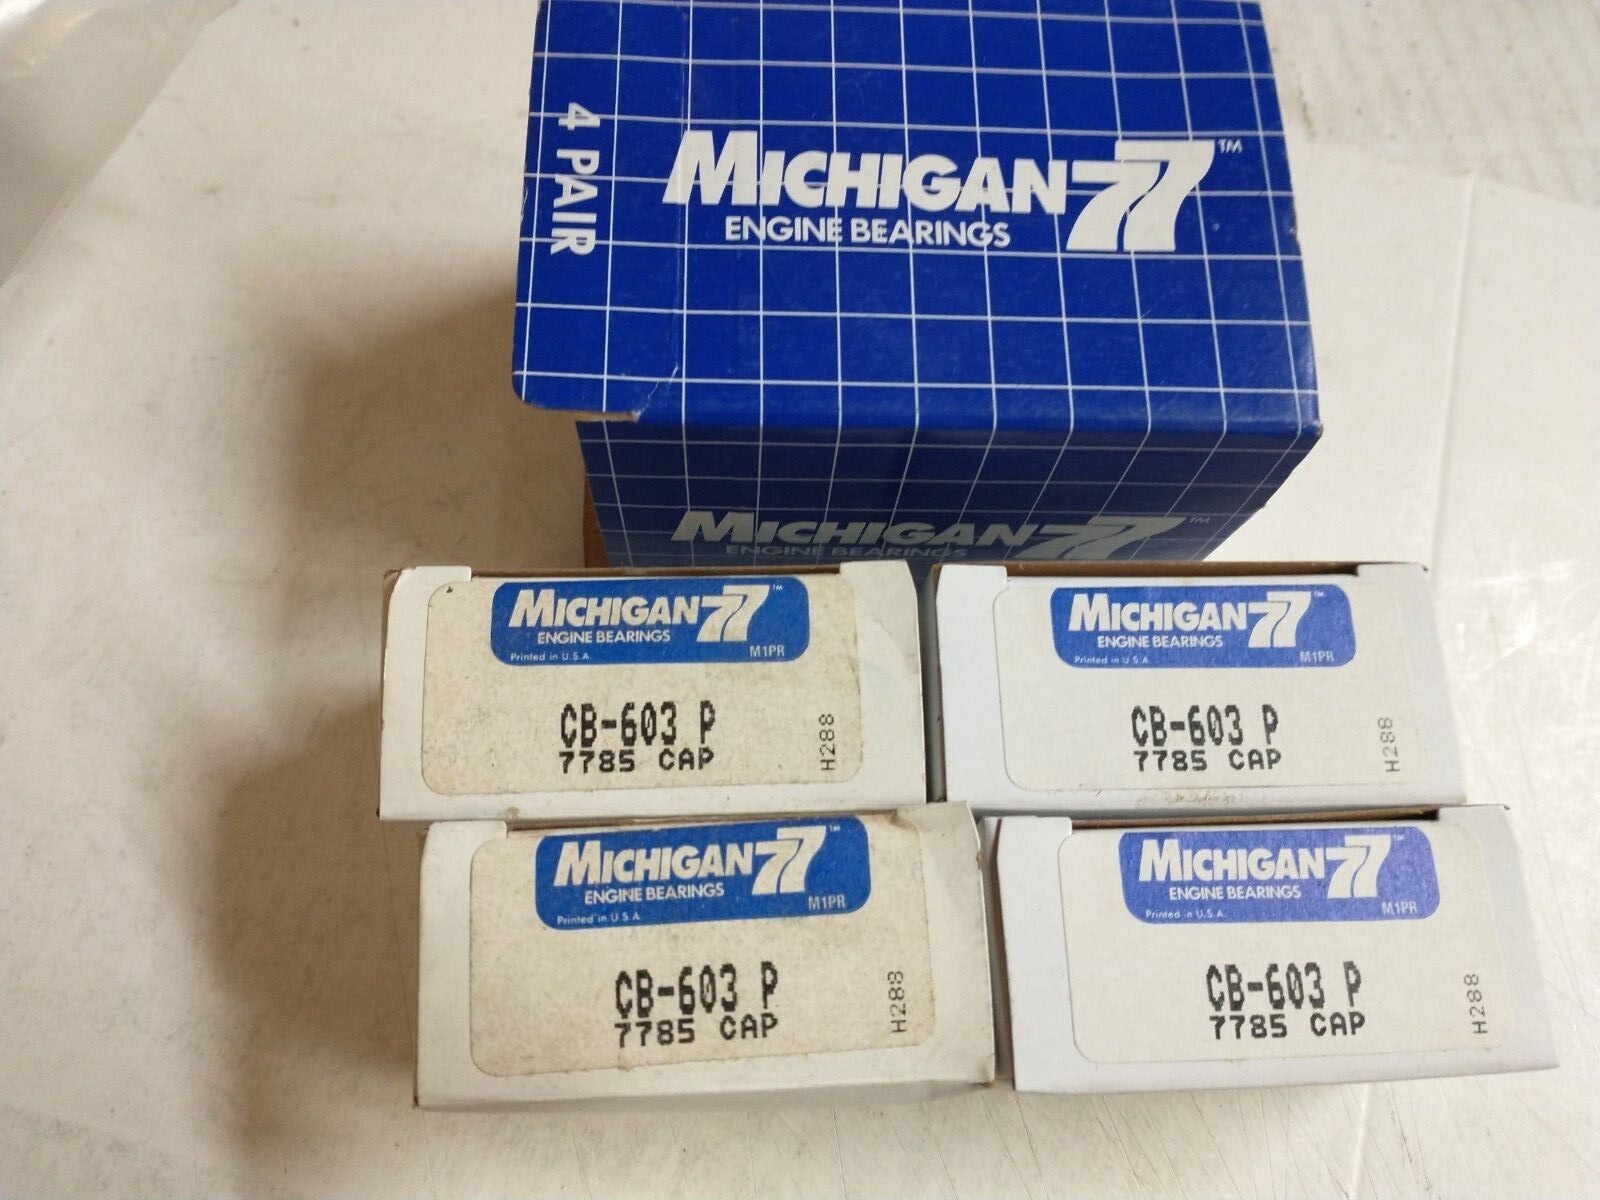 4 PAIR
MICHIGAN 77™
ENGINE BEARINGS
MICHIGAN 77™
ENGINE BEARINGS
MICHIGAN 77™
ENGINE BEARINGS
Printed in U.S.A. M1PR
CB-603 P
7785 CAP
H288
MICHIGAN 77™
ENGINE BEARINGS
Printed in U.S.A. M1PR
CB-603 P
7785 CAP
H288
MICHIGAN 77™
ENGINE BEARINGS
Printed in U.S.A. M1PR
CB-603 P
7785 CAP
H288
MICHIGAN 77™
ENGINE BEARINGS
Printed in U.S.A. M1PR
CB-603 P
7785 CAP
H288